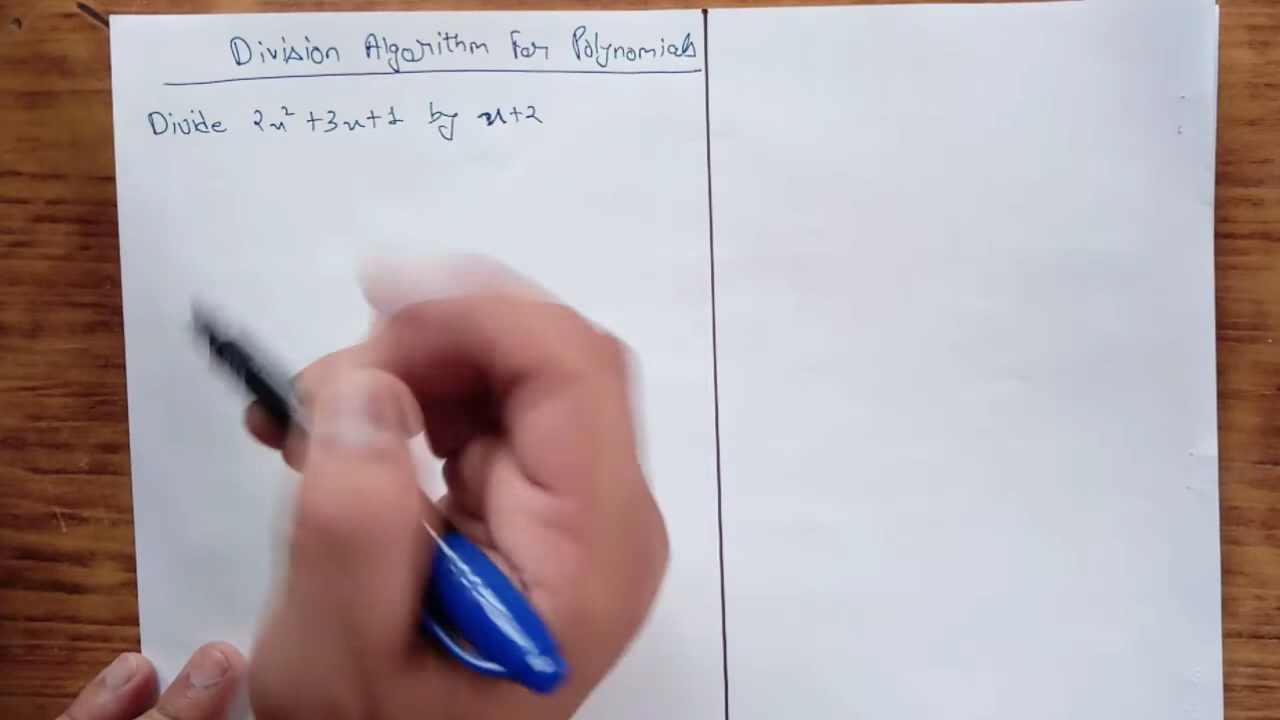 Division Algorithm For Polynomials
Divide 2x² + 3x + 1 by x + 2